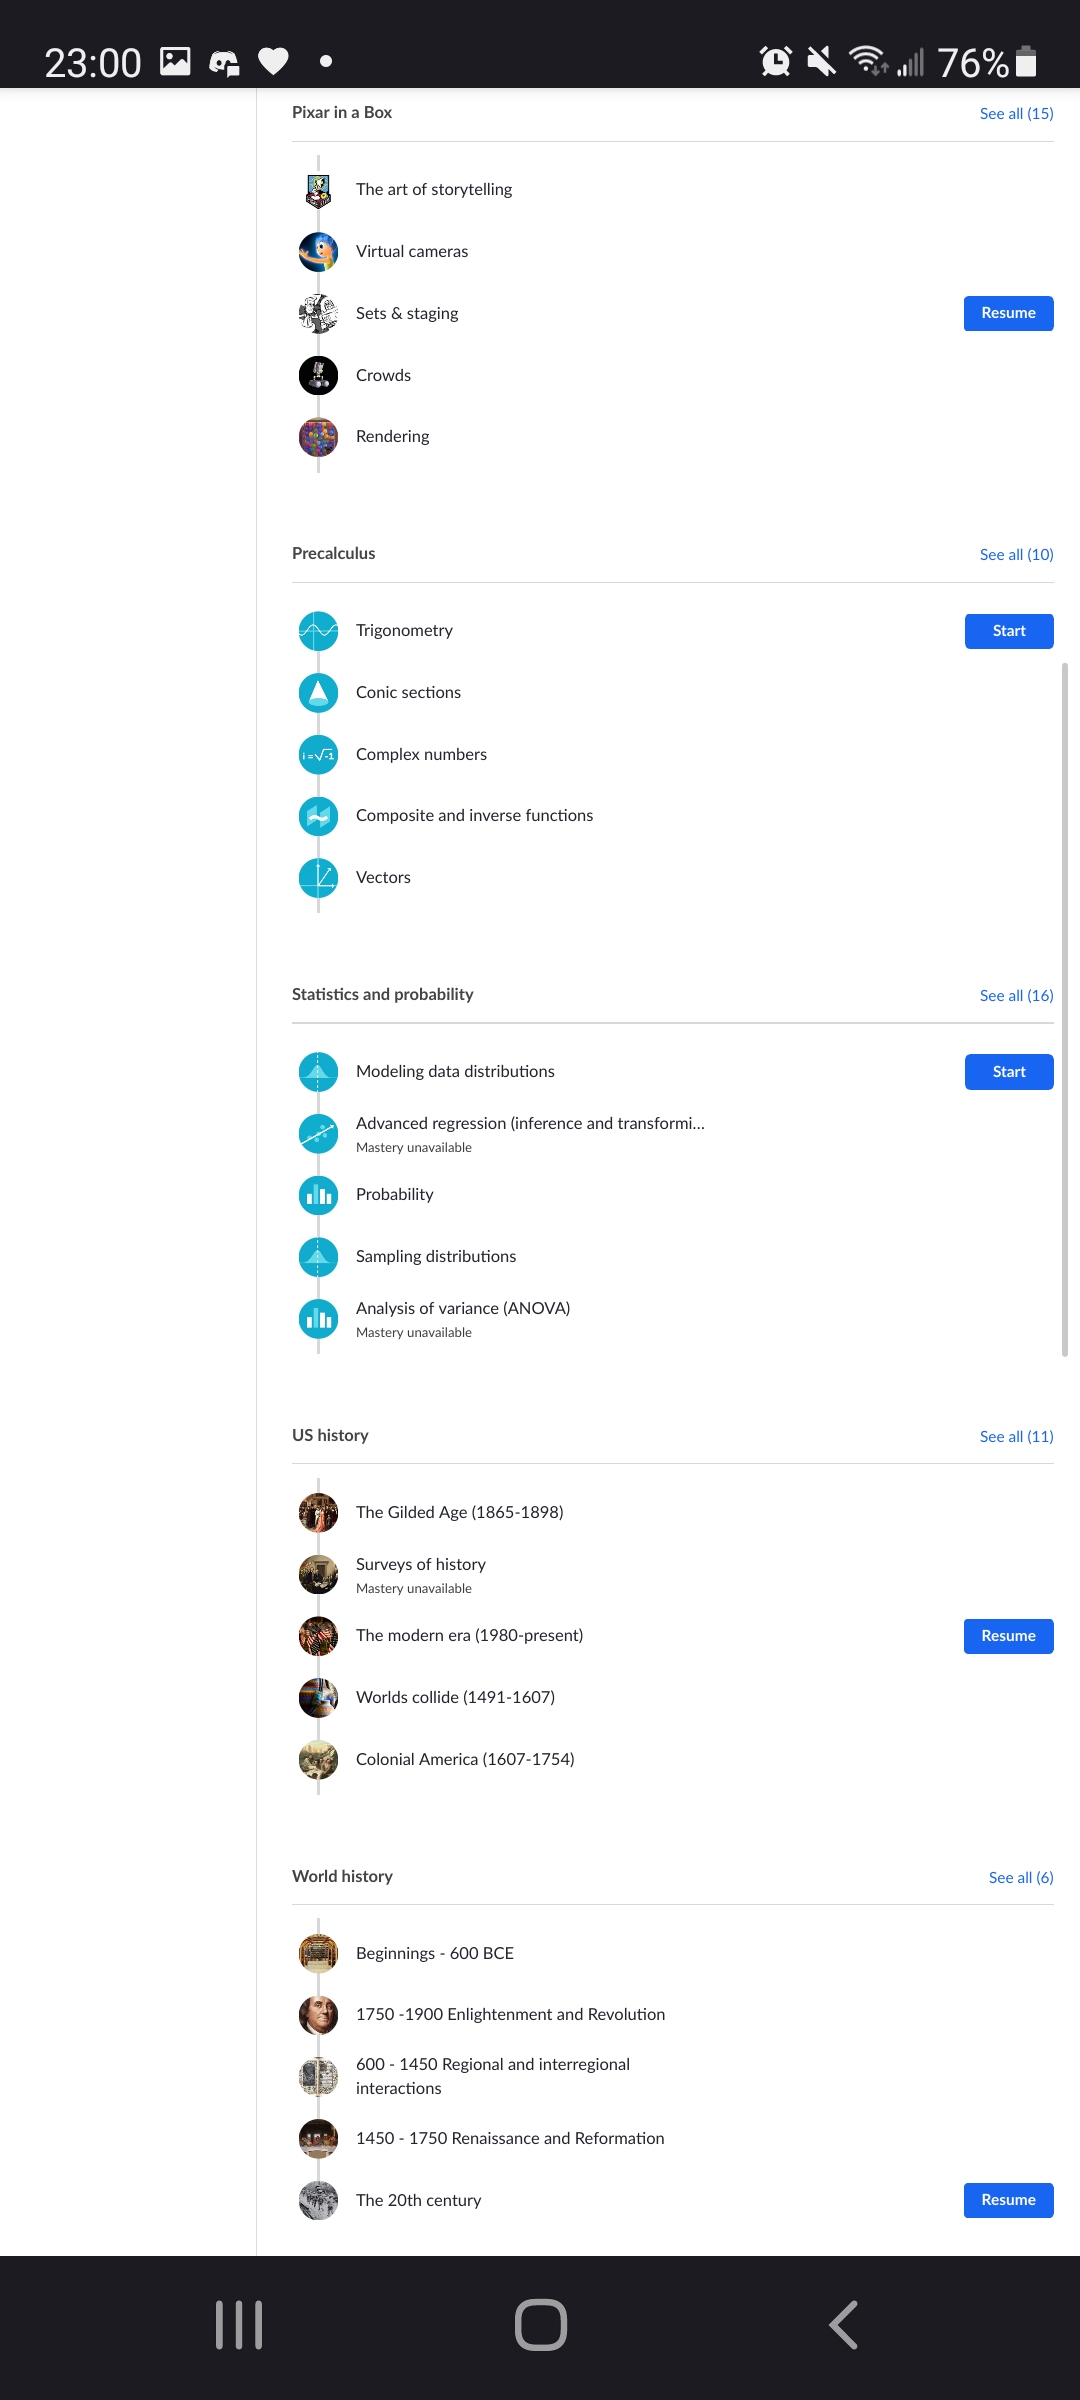 23:00
76%
Pixar in a Box
See all (15)
The art of storytelling
Virtual cameras
Sets & staging
Resume
Crowds
Rendering
Precalculus
See all (10)
Trigonometry
Start
Conic sections
i=√-1
Complex numbers
Composite and inverse functions
Vectors
Statistics and probability
See all (16)
Modeling data distributions
Start
Advanced regression (inference and transformi...
Mastery unavailable
Probability
Sampling distributions
Analysis of variance (ANOVA)
Mastery unavailable
US history
See all (11)
The Gilded Age (1865-1898)
Surveys of history
Mastery unavailable
The modern era (1980-present)
Resume
Worlds collide (1491-1607)
Colonial America (1607-1754)
World history
See all (6)
Beginnings - 600 BCE
1750 -1900 Enlightenment and Revolution
600 - 1450 Regional and interregional
interactions
1450 - 1750 Renaissance and Reformation
The 20th century
Resume